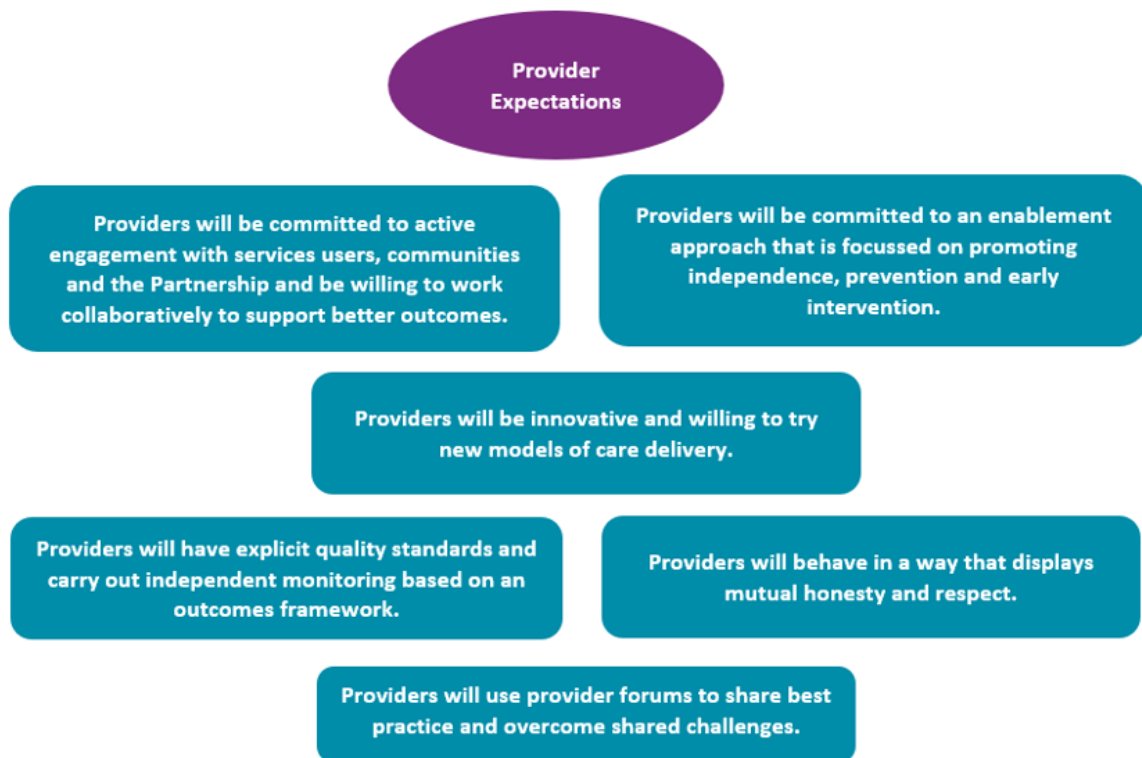 Provider
Expectations
Providers will be committed to active
engagement with services users, communities
and the Partnership and be willing to work
collaboratively to support better outcomes.
Providers will be committed to an enablement
approach that is focussed on promoting
independence, prevention and early
intervention.
Providers will be innovative and willing to try
new models of care delivery.
Providers will have explicit quality standards and
carry out independent monitoring based on an
outcomes framework.
Providers will behave in a way that displays
mutual honesty and respect.
Providers will use provider forums to share best
practice and overcome shared challenges.